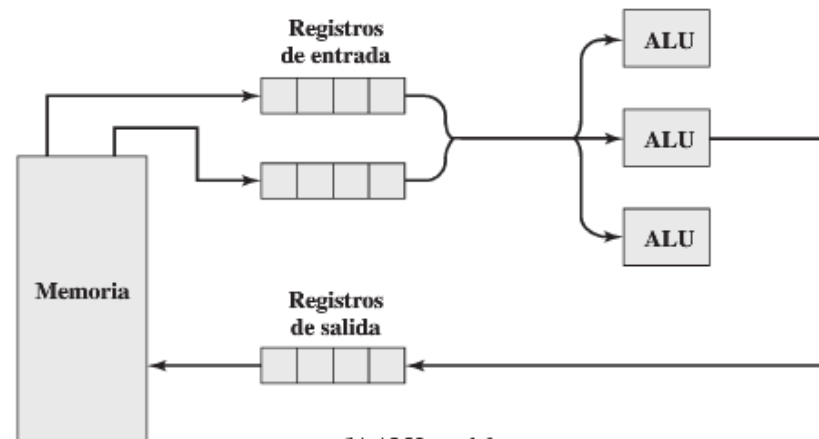 Registros
de entrada
ALU
ALU
ALU
Memoria
Registros
de salida